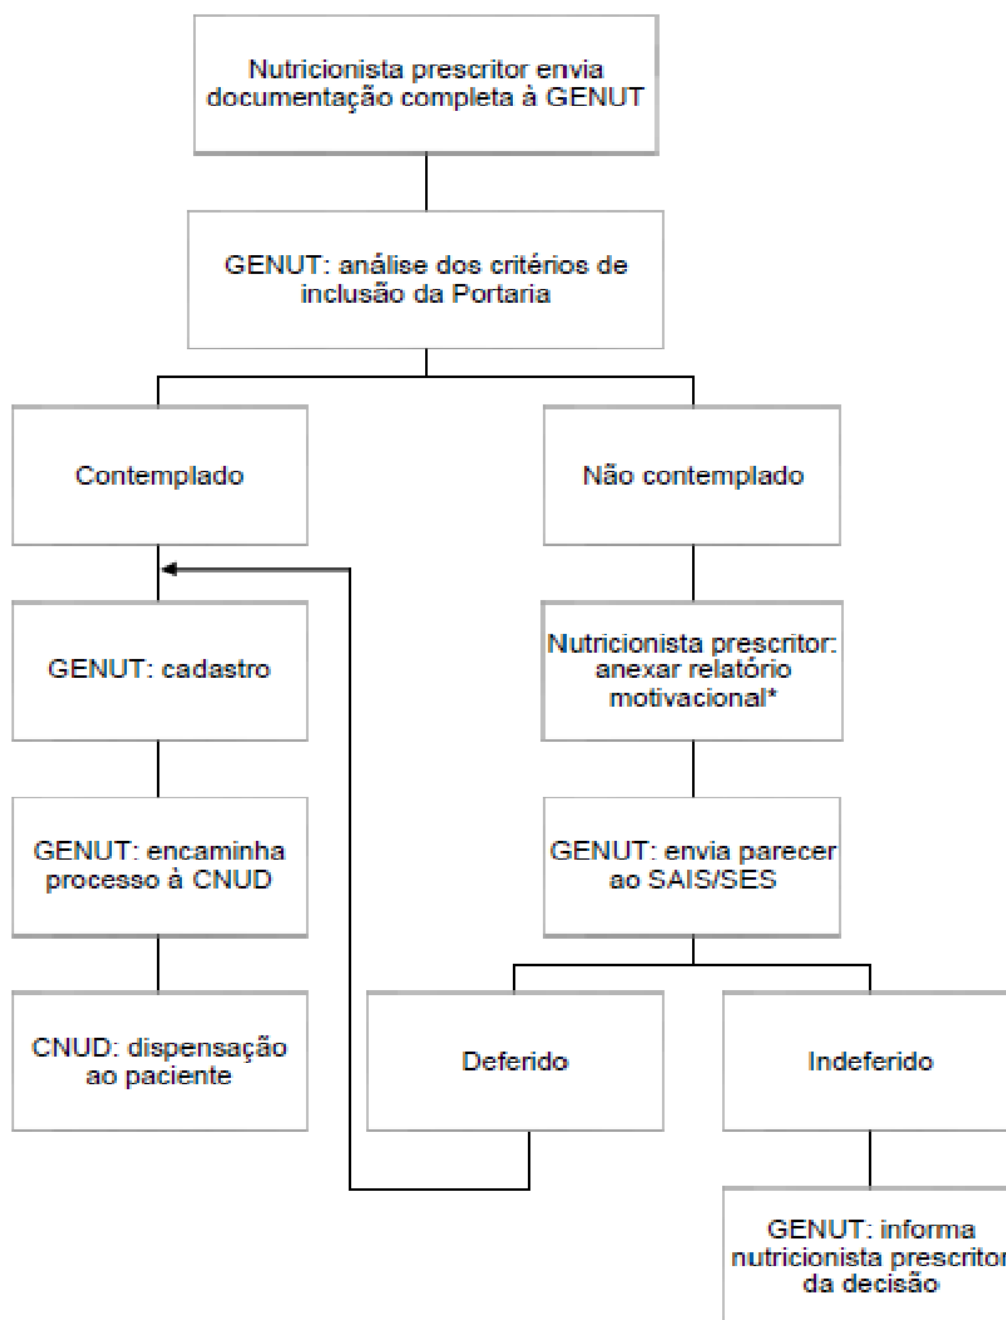 Nutricionista prescritor envia
documentação completa à GENUT
GENUT: análise dos critérios de
inclusão da Portaria
Contemplado
Não contemplado
GENUT: cadastro
Nutricionista prescritor:
anexar relatório
motivacional*
GENUT: encaminha
processo à CNUD
GENUT: envia parecer
ao SAIS/SES
CNUD: dispensação
ao paciente
Deferido
Indeferido
GENUT: informa
nutricionista prescritor
da decisão